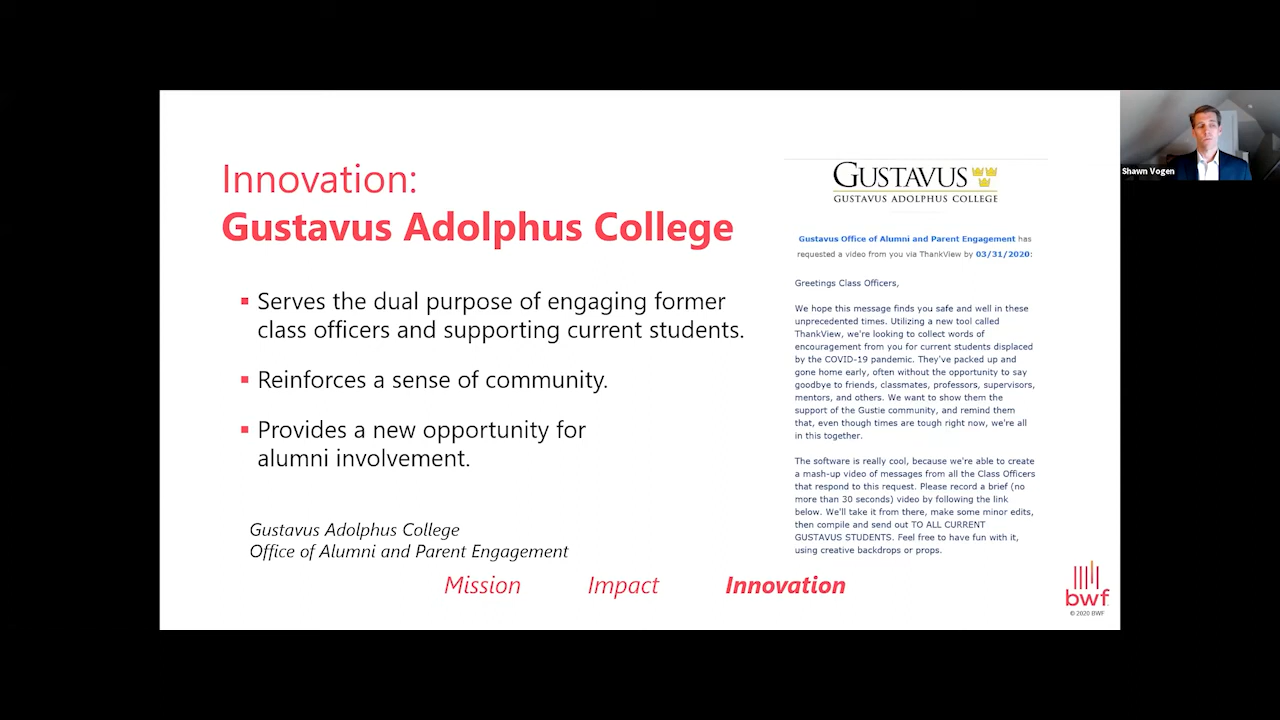 Innovation:
Gustavus Adolphus College
Serves the dual purpose of engaging former
class officers and supporting current students.
Reinforces a sense of community.
Provides a new opportunity for
alumni involvement.
Gustavus Adolphus College
Office of Alumni and Parent Engagement
GUSTAVUS
GUSTAVUS ADOLPHUS COLLEGE
Gustavus Office of Alumni and Parent Engagement has
requested a video from you via ThankView by 03/31/2020:
Greetings Class Officers,
We hope this message finds you safe and well in these
unprecedented times. Utilizing a new tool called
ThankView, we're looking to collect words of
encouragement from you for current students displaced
by the COVID-19 pandemic. They've packed up and
gone home early, often without the opportunity to say
goodbye to friends, classmates, professors, supervisors,
mentors, and others. We want to show them the
support of the Gustie community, and remind them
that, even though times are tough right now, we're all
in this together.
The software is really cool, because we're able to create
a mash-up video of messages from all the Class Officers
that respond to this request. Please record a brief (no
more than 30 seconds) video by following the link
below. We'll take it from there, make some minor edits,
then compile and send out TO ALL CURRENT
GUSTAVUS STUDENTS. Feel free to have fun with it,
using creative backdrops or props.
Mission Impact Innovation
bwf
© 2020 BWF
Shawn Vogen